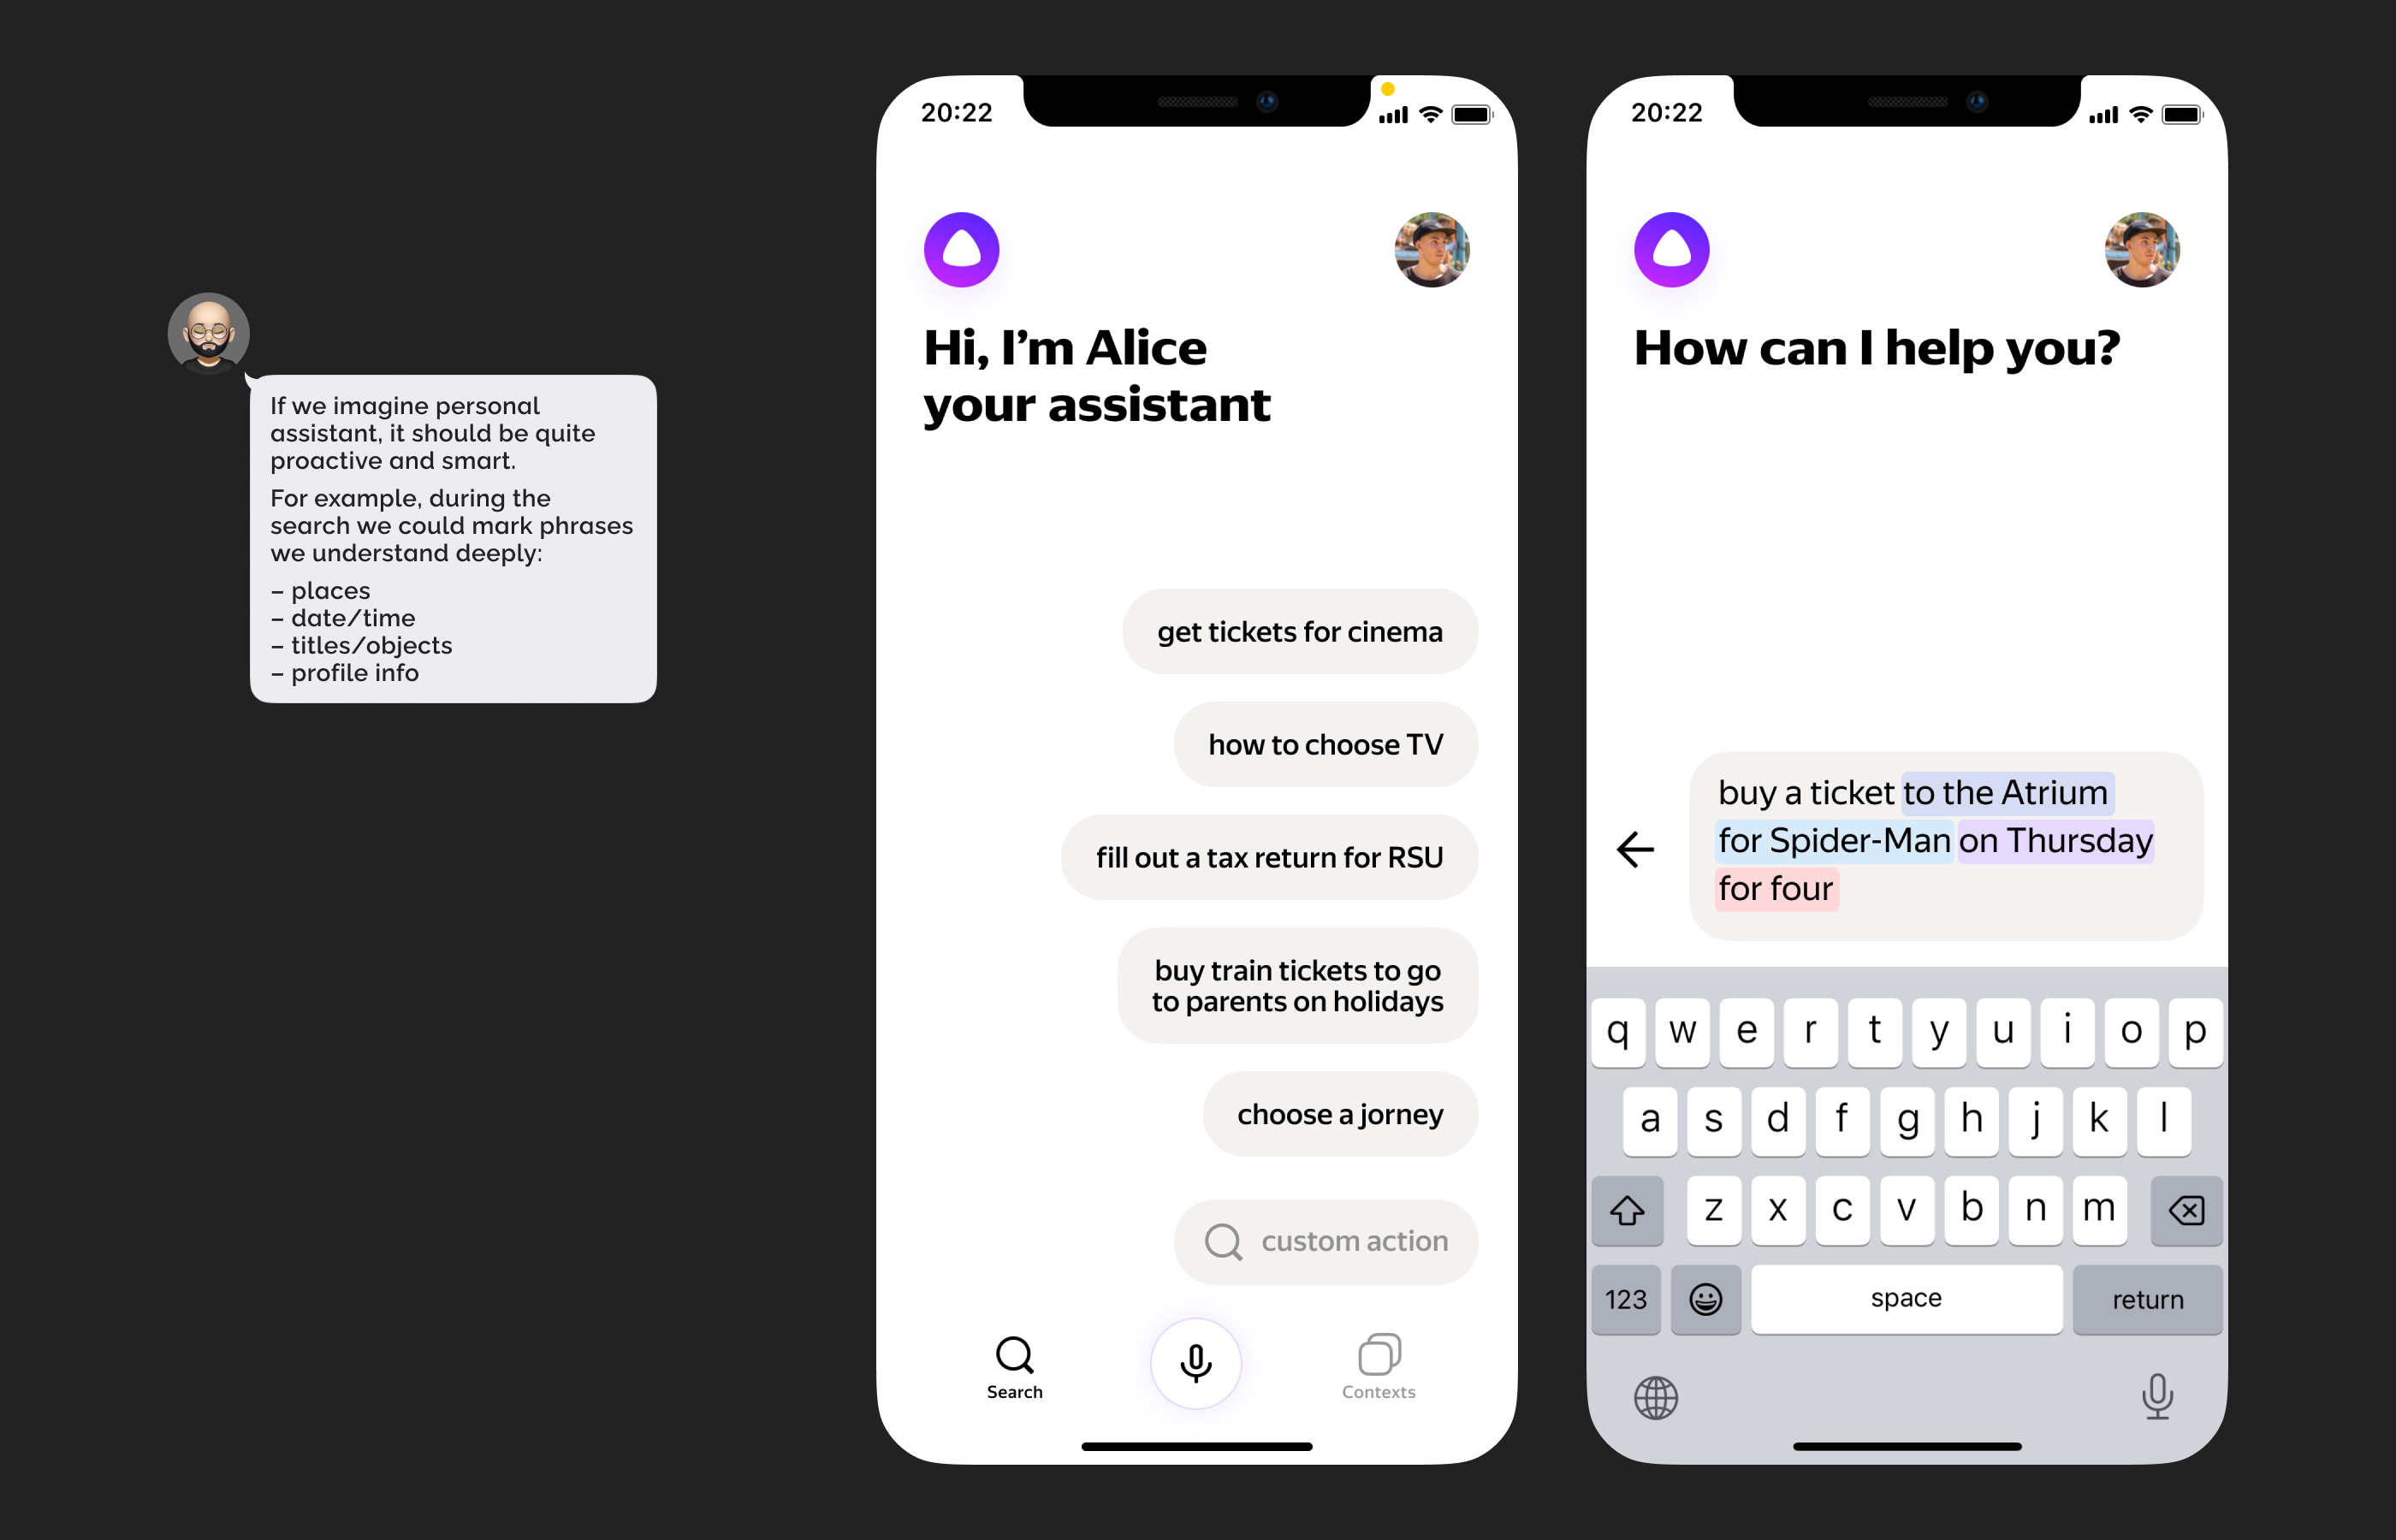 If we imagine personal
assistant, it should be quite
proactive and smart.
For example, during the
search we could mark phrases
we understand deeply:
– places
– date/time
– titles/objects
– profile info
20:22
Hi, I’m Alice
your assistant
get tickets for cinema
how to choose TV
fill out a tax return for RSU
buy train tickets to go
to parents on holidays
choose a jorney
custom action
Search
Contexts
20:22
How can I help you?
buy a ticket to the Atrium
for Spider-Man on Thursday
for four
q w e r t y u i o p
a s d f g h j k l
z x c v b n m
123 space return